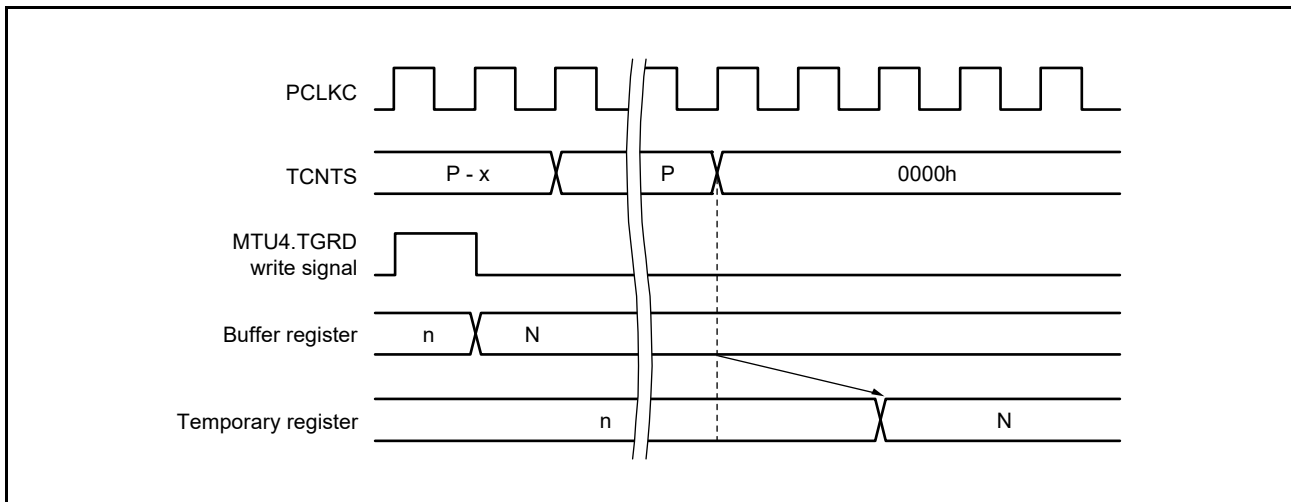 PCLKC
TCNTS
P - x
P
0000h
MTU4.TGRD
write signal
Buffer register
n
N
Temporary register
n
N